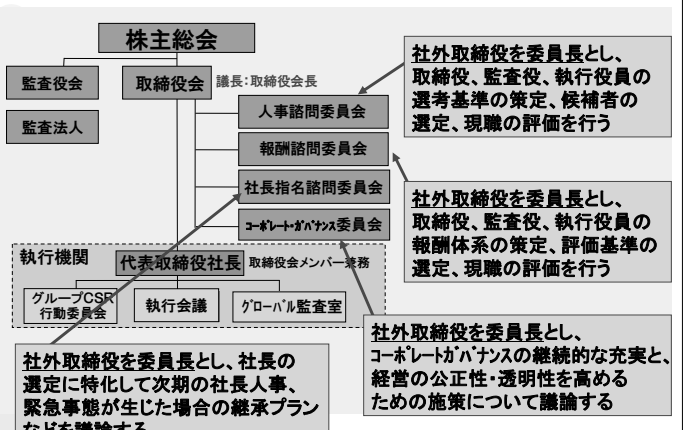 株主総会
監査役会
取締役会
議長:取締役会長
監査法人
人事諮問委員会
報酬諮問委員会
社長指名諮問委員会
ｺｰﾎﾟﾚｰﾄ・ｶﾞﾊﾞﾅﾝｽ委員会
社外取締役を委員長とし、
取締役、監査役、執行役員の
選考基準の策定、候補者の
選定、現職の評価を行う
社外取締役を委員長とし、
取締役、監査役、執行役員の
報酬体系の策定、評価基準の
選定、現職の評価を行う
執行機関
代表取締役社長
取締役会メンバー兼務
グループCSR
行動委員会
執行会議
ｸﾞﾛｰﾊﾞﾙ監査室
社外取締役を委員長とし、
ｺｰﾎﾟﾚｰﾄｶﾞﾊﾞﾅﾝｽの継続的な充実と、
経営の公正性・透明性を高める
ための施策について議論する
社外取締役を委員長とし、社長の
選定に特化して次期の社長人事、
緊急事態が生じた場合の継承プラン
などを議論する